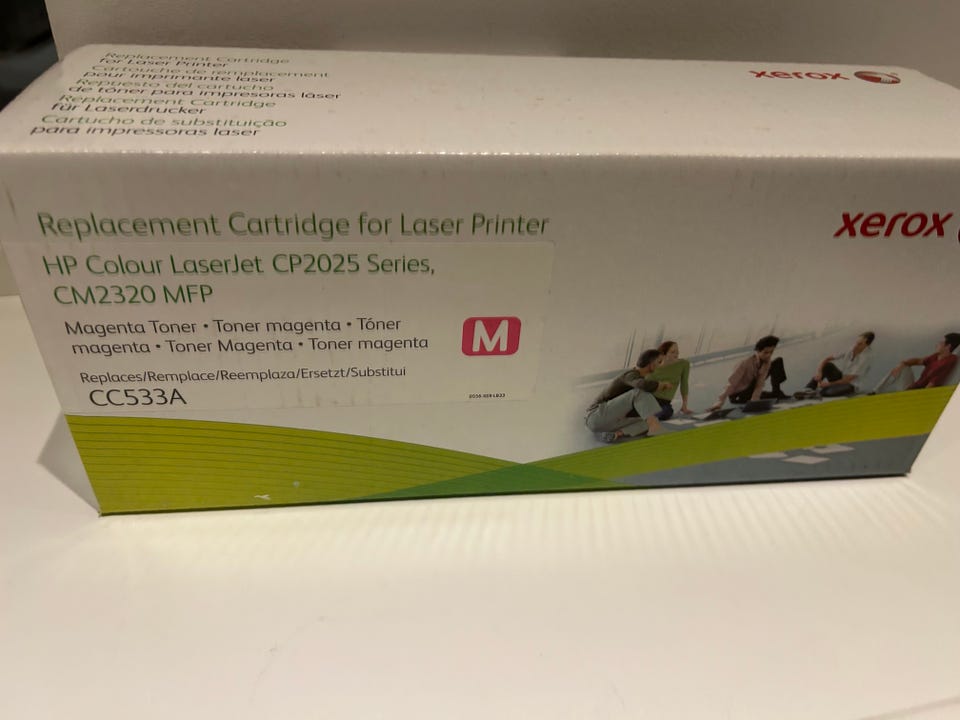 Replacement Cartridge
for Laser Printer
Cartouche de remplacement
pour imprimante laser
Repuesto del cartucho
de tóner para impresoras láser
Replacement Cartridge
für Laserdrucker
Cartucho de substituição
para impressoras laser
xerox
Replacement Cartridge for Laser Printer
xerox
HP Colour LaserJet CP2025 Series,
CM2320 MFP
Magenta Toner • Toner magenta • Tóner
magenta • Toner Magenta • Toner magenta
M
Replaces/Remplace/Reemplaza/Ersetzt/Substitui
CC533A